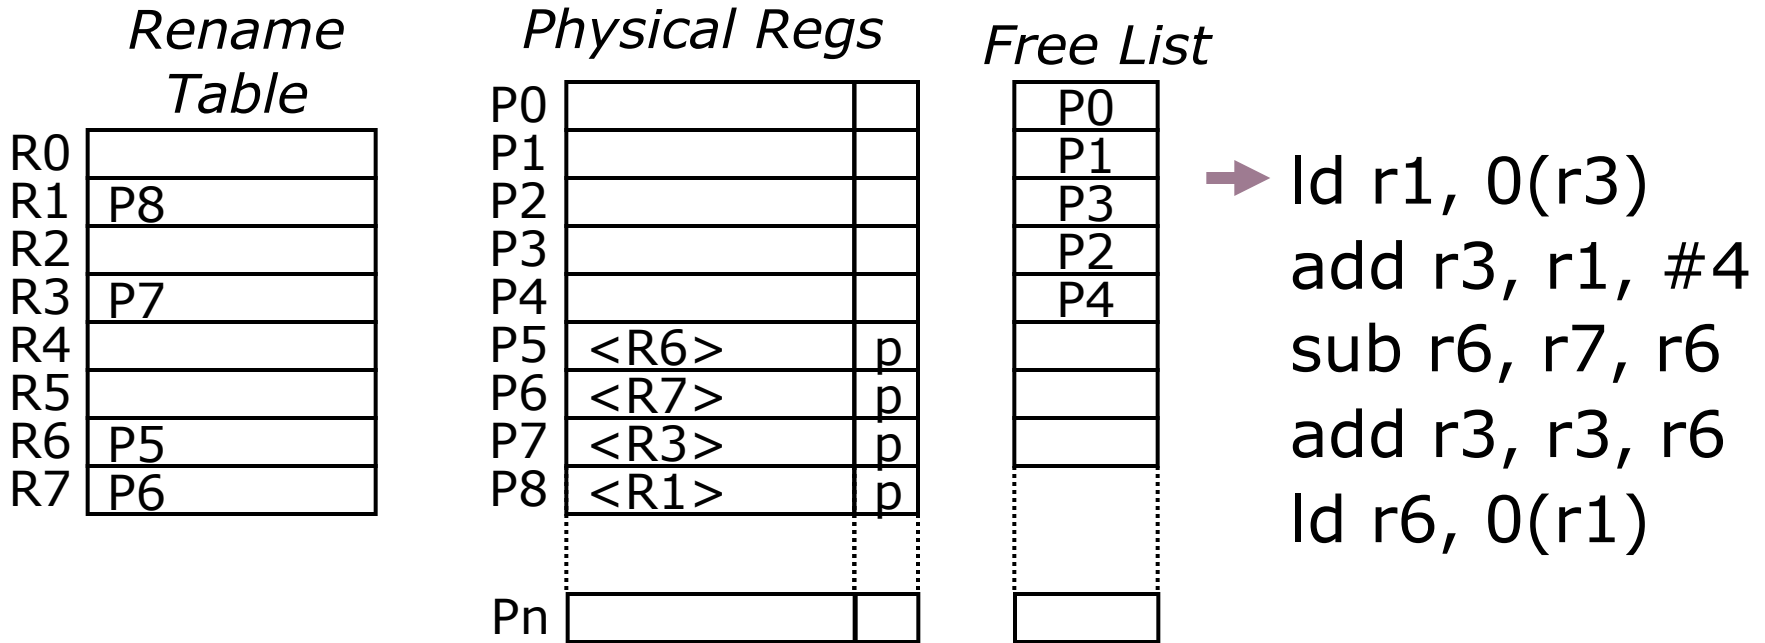 Rename
Table
R0
R1 P8
R2
R3 P7
R4
R5
R6 P5
R7 P6
Physical Regs
P0
P1
P2
P3
P4
P5 <R6> p
P6 <R7> p
P7 <R3> p
P8 <R1> p
Pn
Free List
P0
P1
P3
P2
P4
ld r1, 0(r3)
add r3, r1, #4
sub r6, r7, r6
add r3, r3, r6
ld r6, 0(r1)